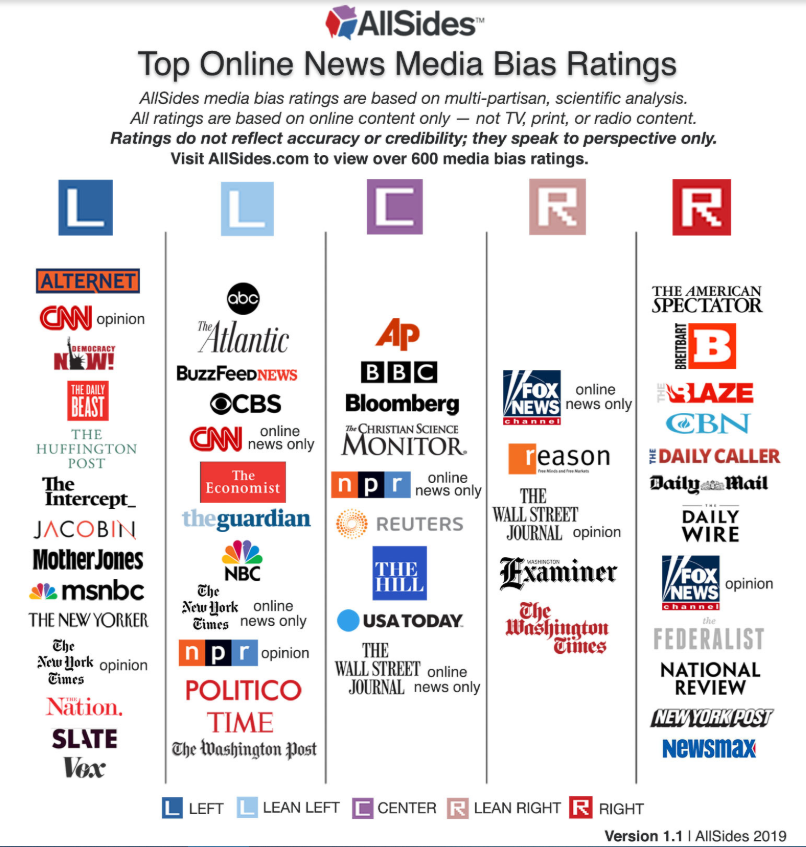 AllSides™
Top Online News Media Bias Ratings
AllSides media bias ratings are based on multi-partisan, scientific analysis.
All ratings are based on online content only — not TV, print, or radio content.
Ratings do not reflect accuracy or credibility; they speak to perspective only.
Visit AllSides.com to view over 600 media bias ratings.
L
ALTERNET
CNN opinion
DEMOCRACY
NOW!
THE DAILY
BEAST
THE
HUFFINGTON
POST
The
Intercept_
JACOBIN
Mother Jones
msnbc
THE NEW YORKER
The
New York opinion
Times
THE
Nation.
SLATE
Vox
L
abc
The
Atlantic
BuzzFeedNEWS
CBS
CNN online
news only
The
Economist
theguardian
NBC
The
New York online
Times news only
npr opinion
POLITICO
TIME
The Washington Post
C
AP
BBC
Bloomberg
The CHRISTIAN SCIENCE
MONITOR
npr online
news only
REUTERS
THE
HILL
USA TODAY
THE
WALL STREET online
JOURNAL news only
R
FOX online
NEWS news only
channel
reason
Free Minds and Free Markets
THE
WALL STREET
JOURNAL opinion
WASHINGTON
Examiner
The
Washington
Times
R
THE AMERICAN
SPECTATOR
BREITBART
B
THE BLAZE
CBN
THE DAILY CALLER
Daily Mail
THE
DAILY
WIRE
FOX
NEWS opinion
channel
the
FEDERALIST
NATIONAL
REVIEW
NEW YORK POST
Newsmax
L LEFT L LEAN LEFT C CENTER R LEAN RIGHT R RIGHT
Version 1.1 | AllSides 2019